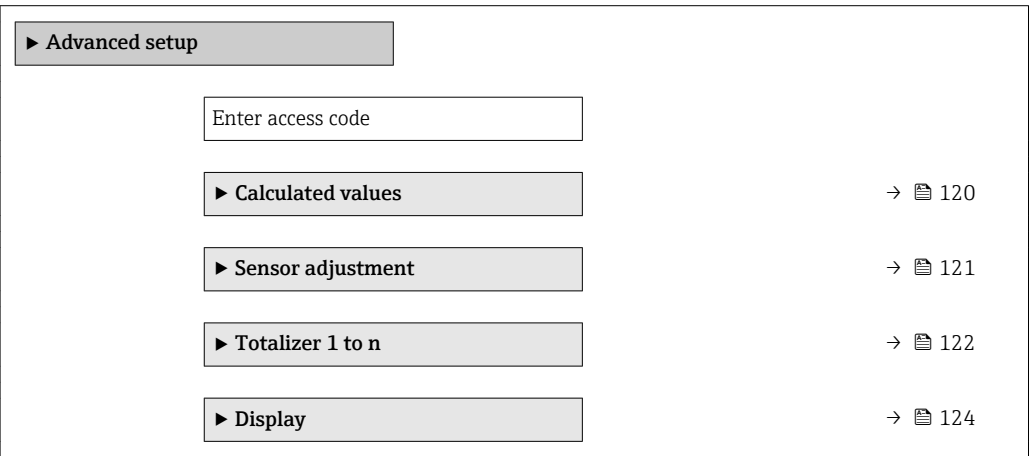 ▶ Advanced setup
Enter access code
▶ Calculated values → 🖹 120
▶ Sensor adjustment → 🖹 121
▶ Totalizer 1 to n → 🖹 122
▶ Display → 🖹 124